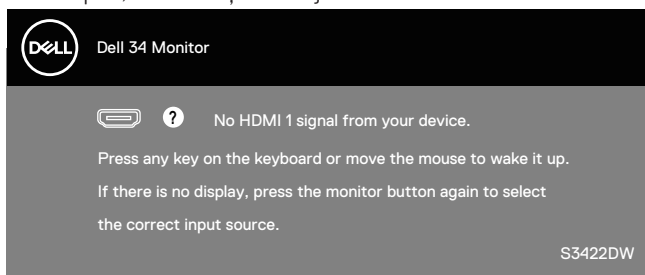 DELL
Dell 34 Monitor
? No HDMI 1 signal from your device.
Press any key on the keyboard or move the mouse to wake it up.
If there is no display, press the monitor button again to select
the correct input source.
S3422DW